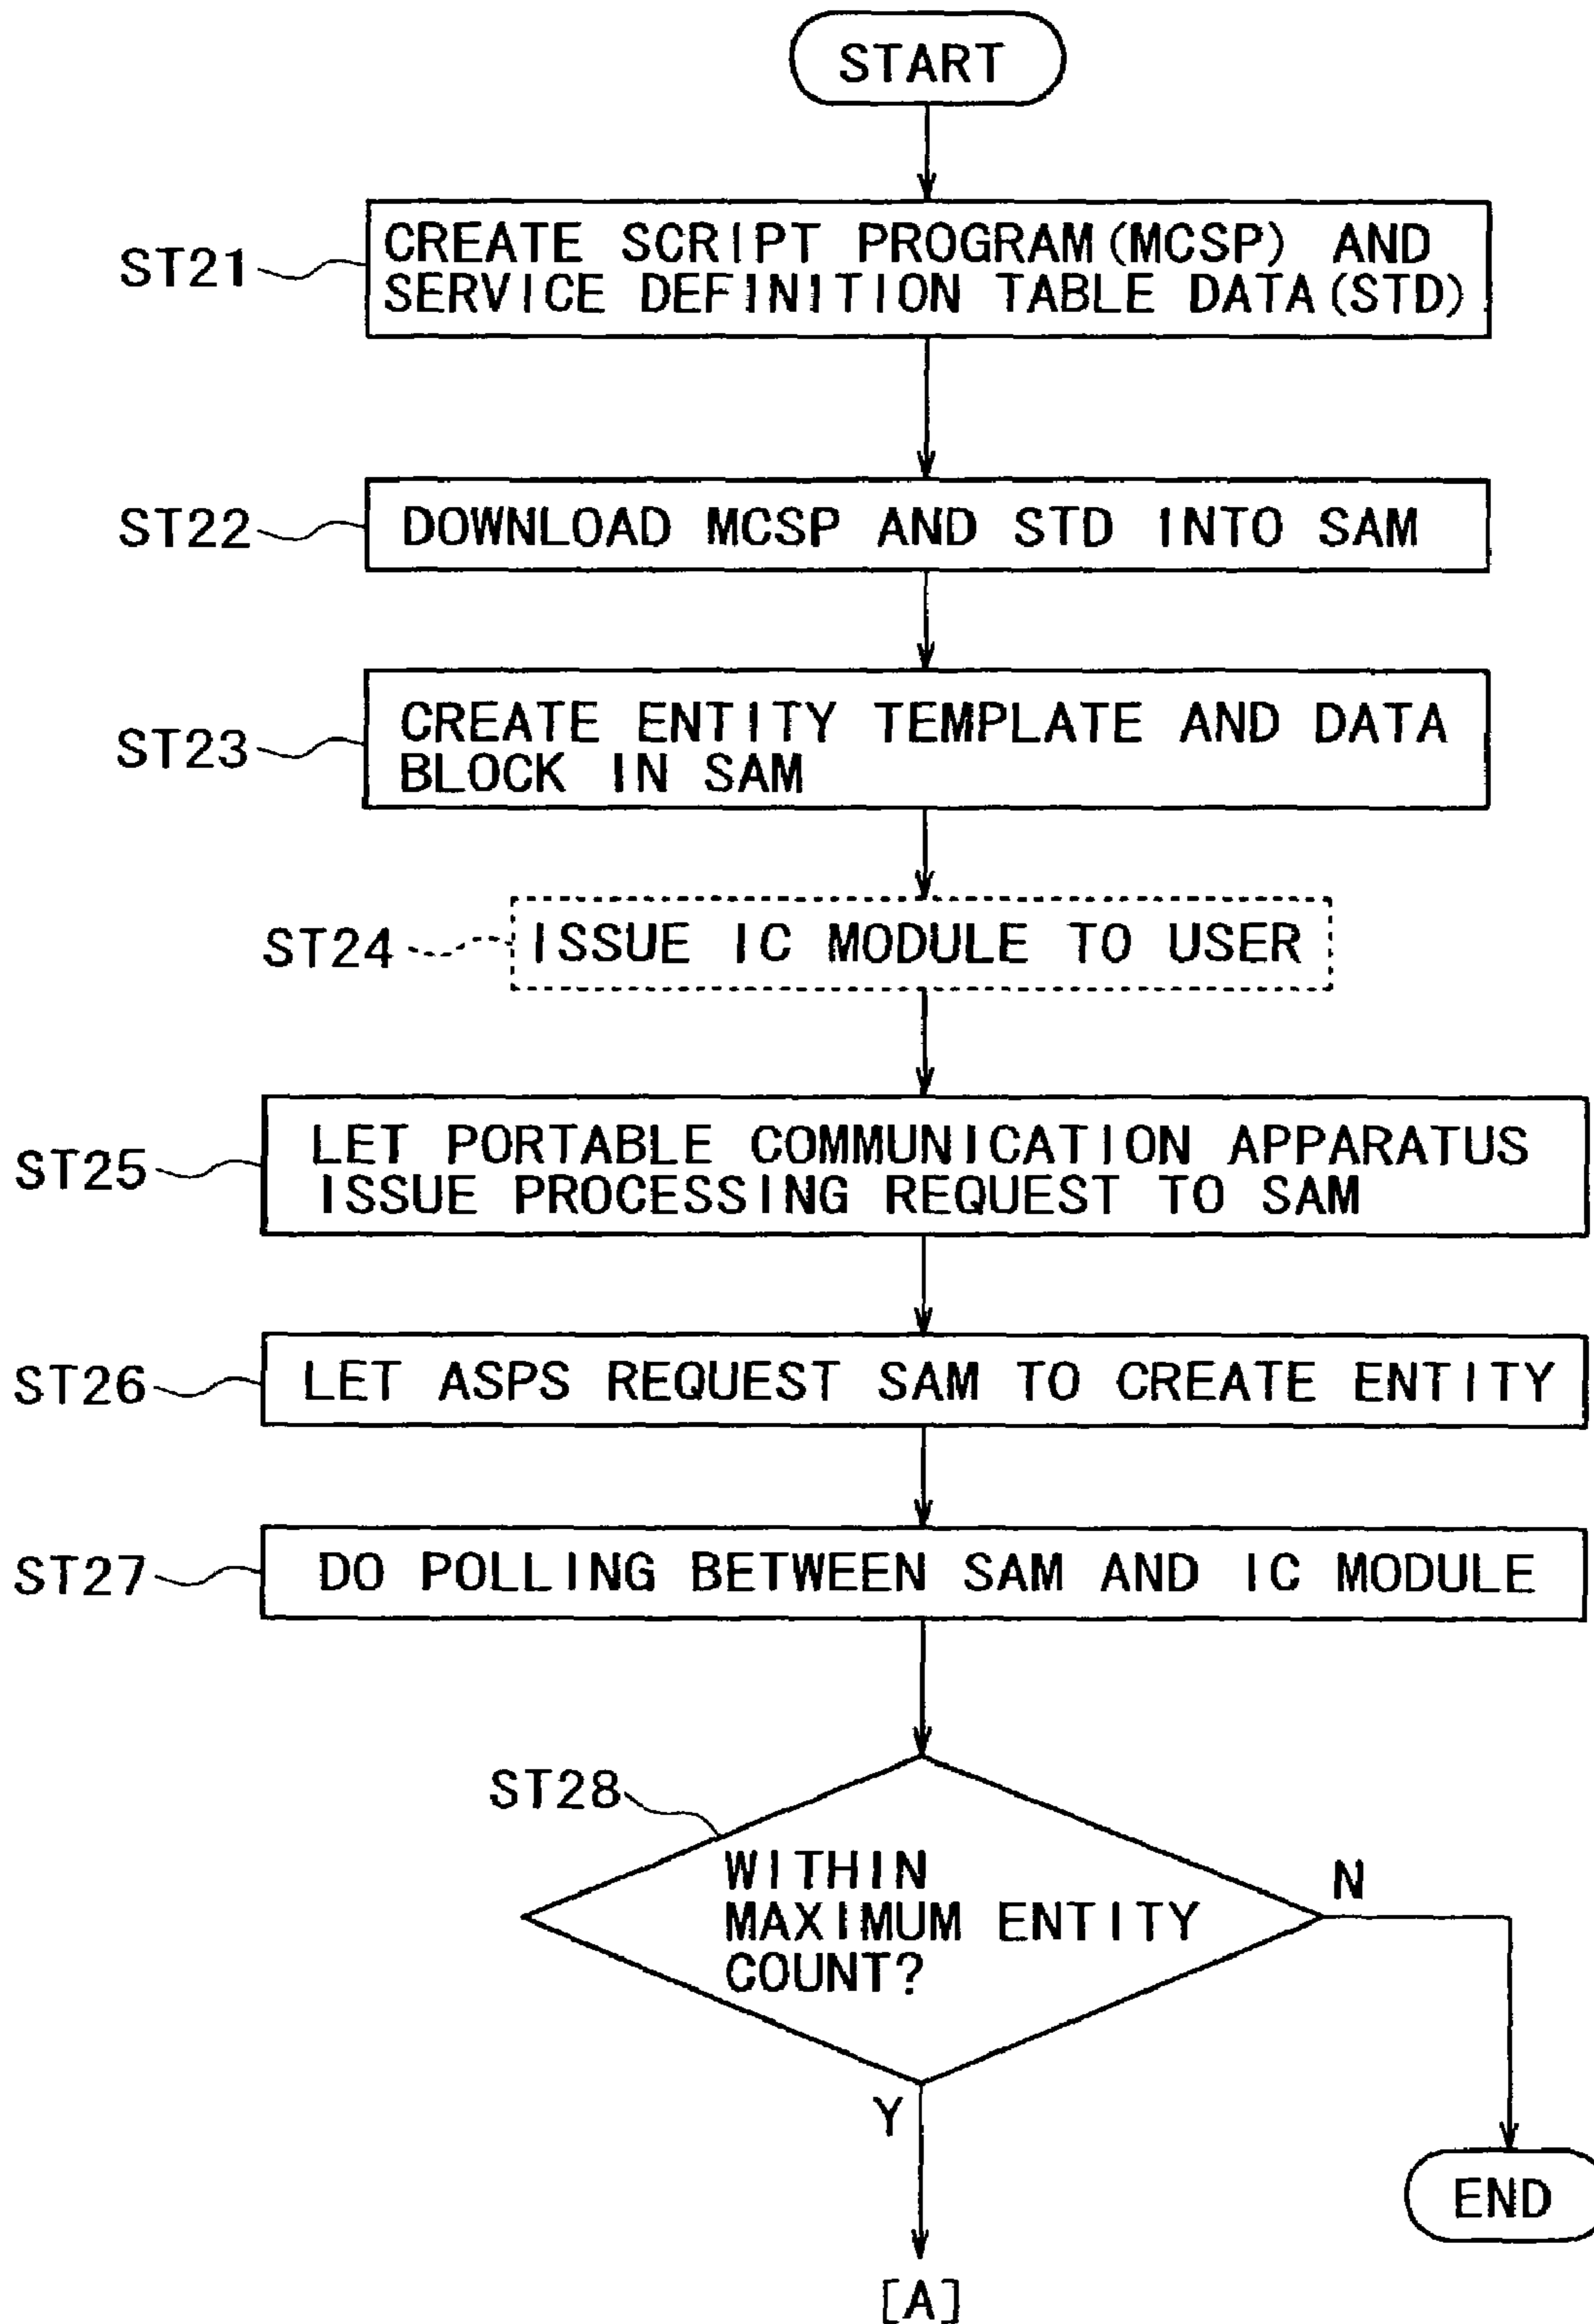 START
ST21
CREATE SCRIPT PROGRAM(MCSP) AND
SERVICE DEFINITION TABLE DATA(STD)
ST22
DOWNLOAD MCSP AND STD INTO SAM
ST23
CREATE ENTITY TEMPLATE AND DATA
BLOCK IN SAM
ST24
ISSUE IC MODULE TO USER
ST25
LET PORTABLE COMMUNICATION APPARATUS
ISSUE PROCESSING REQUEST TO SAM
ST26
LET ASPS REQUEST SAM TO CREATE ENTITY
ST27
DO POLLING BETWEEN SAM AND IC MODULE
ST28
WITHIN
MAXIMUM ENTITY
COUNT?
N
Y
END
[A]